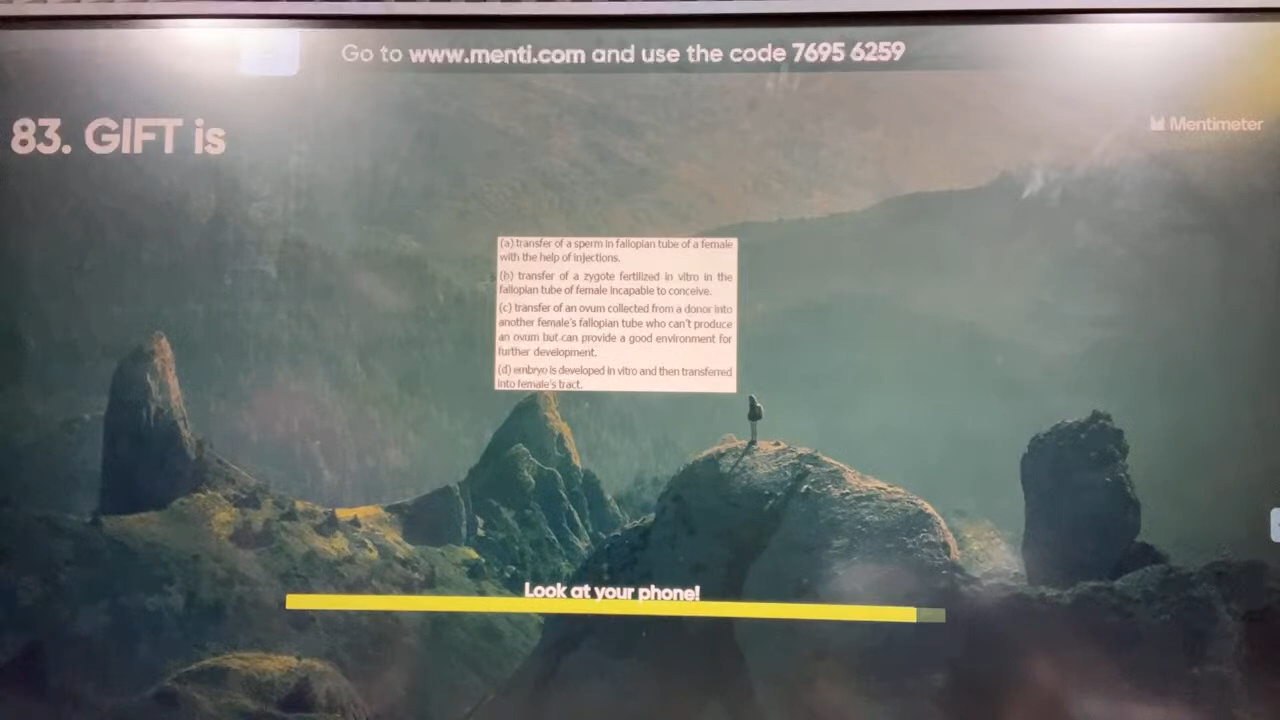 Go to www.menti.com and use the code 7695 6259
83. GIFT is
Mentimeter
(a) transfer of a sperm in fallopian tube of a female
with the help of injections.
(b) transfer of a zygote fertilized in vitro in the
fallopian tube of female incapable to conceive.
(c) transfer of an ovum collected from a donor into
another female's fallopian tube who can't produce
an ovum but can provide a good environment for
further development.
(d) embryo is developed in vitro and then transferred
into female's tract.
Look at your phone!